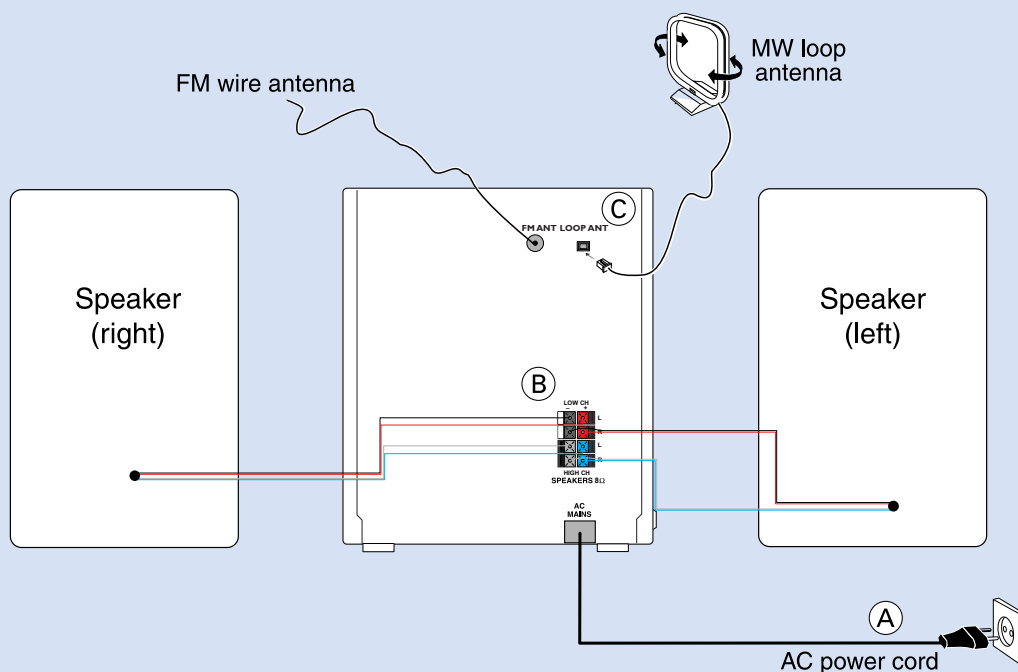 MW loop
antenna
FM wire antenna
C
FM ANT LOOP ANT
Speaker
(right)
Speaker
(left)
B
LOW CH
– +
L
R
L
R
HIGH CH
SPEAKERS 8Ω
AC
MAINS
A
AC power cord